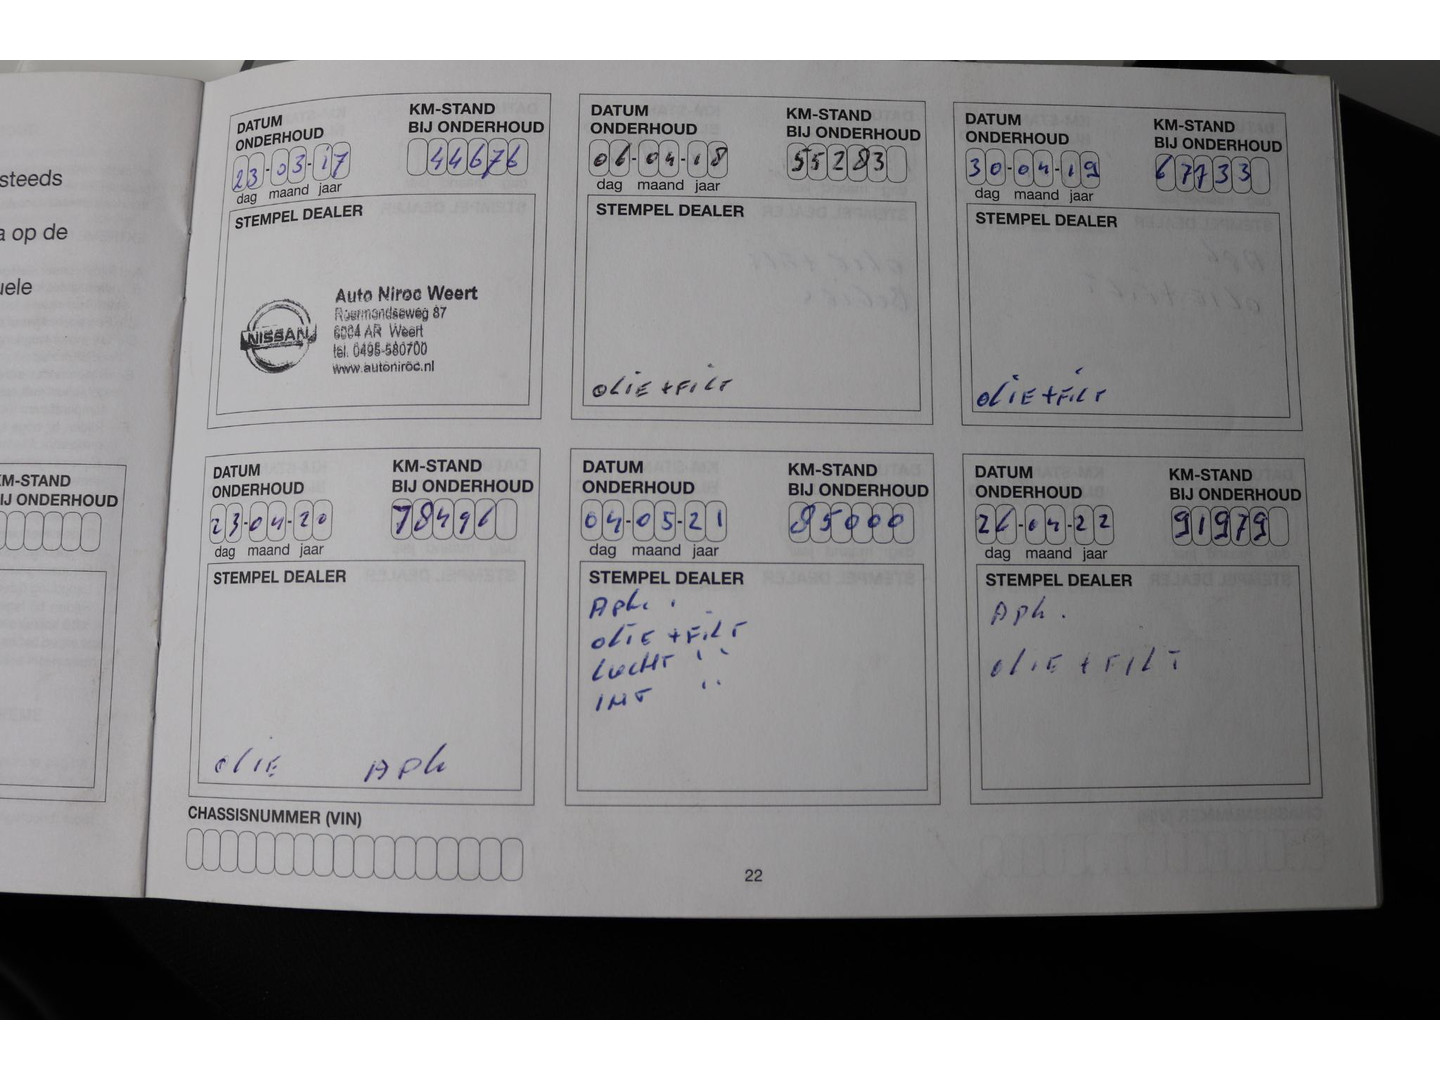 steeds
op de
uele
KM-STAND
BIJ ONDERHOUD
DATUM
ONDERHOUD
KM-STAND
BIJ ONDERHOUD
23-03-17
44676
dag maand jaar
STEMPEL DEALER
NISSAN
Auto Niroc Weert
Roermondseweg 87
6004 AR Weert
tel. 0495-580700
www.autoniroc.nl
DATUM
ONDERHOUD
KM-STAND
BIJ ONDERHOUD
06-04-18
55283
dag maand jaar
STEMPEL DEALER
OLIE + FILT
DATUM
ONDERHOUD
KM-STAND
BIJ ONDERHOUD
30-04-19
67733
dag maand jaar
STEMPEL DEALER
OLIE + FILT
DATUM
ONDERHOUD
KM-STAND
BIJ ONDERHOUD
23-04-20
78496
dag maand jaar
STEMPEL DEALER
OLIE APK
DATUM
ONDERHOUD
KM-STAND
BIJ ONDERHOUD
04-05-21
85000
dag maand jaar
STEMPEL DEALER
APK.
OLIE + FILT
LUCHT ''
INT ''
DATUM
ONDERHOUD
KM-STAND
BIJ ONDERHOUD
26-04-22
91979
dag maand jaar
STEMPEL DEALER
APK.
OLIE + FILT
CHASSISNUMMER (VIN)
22